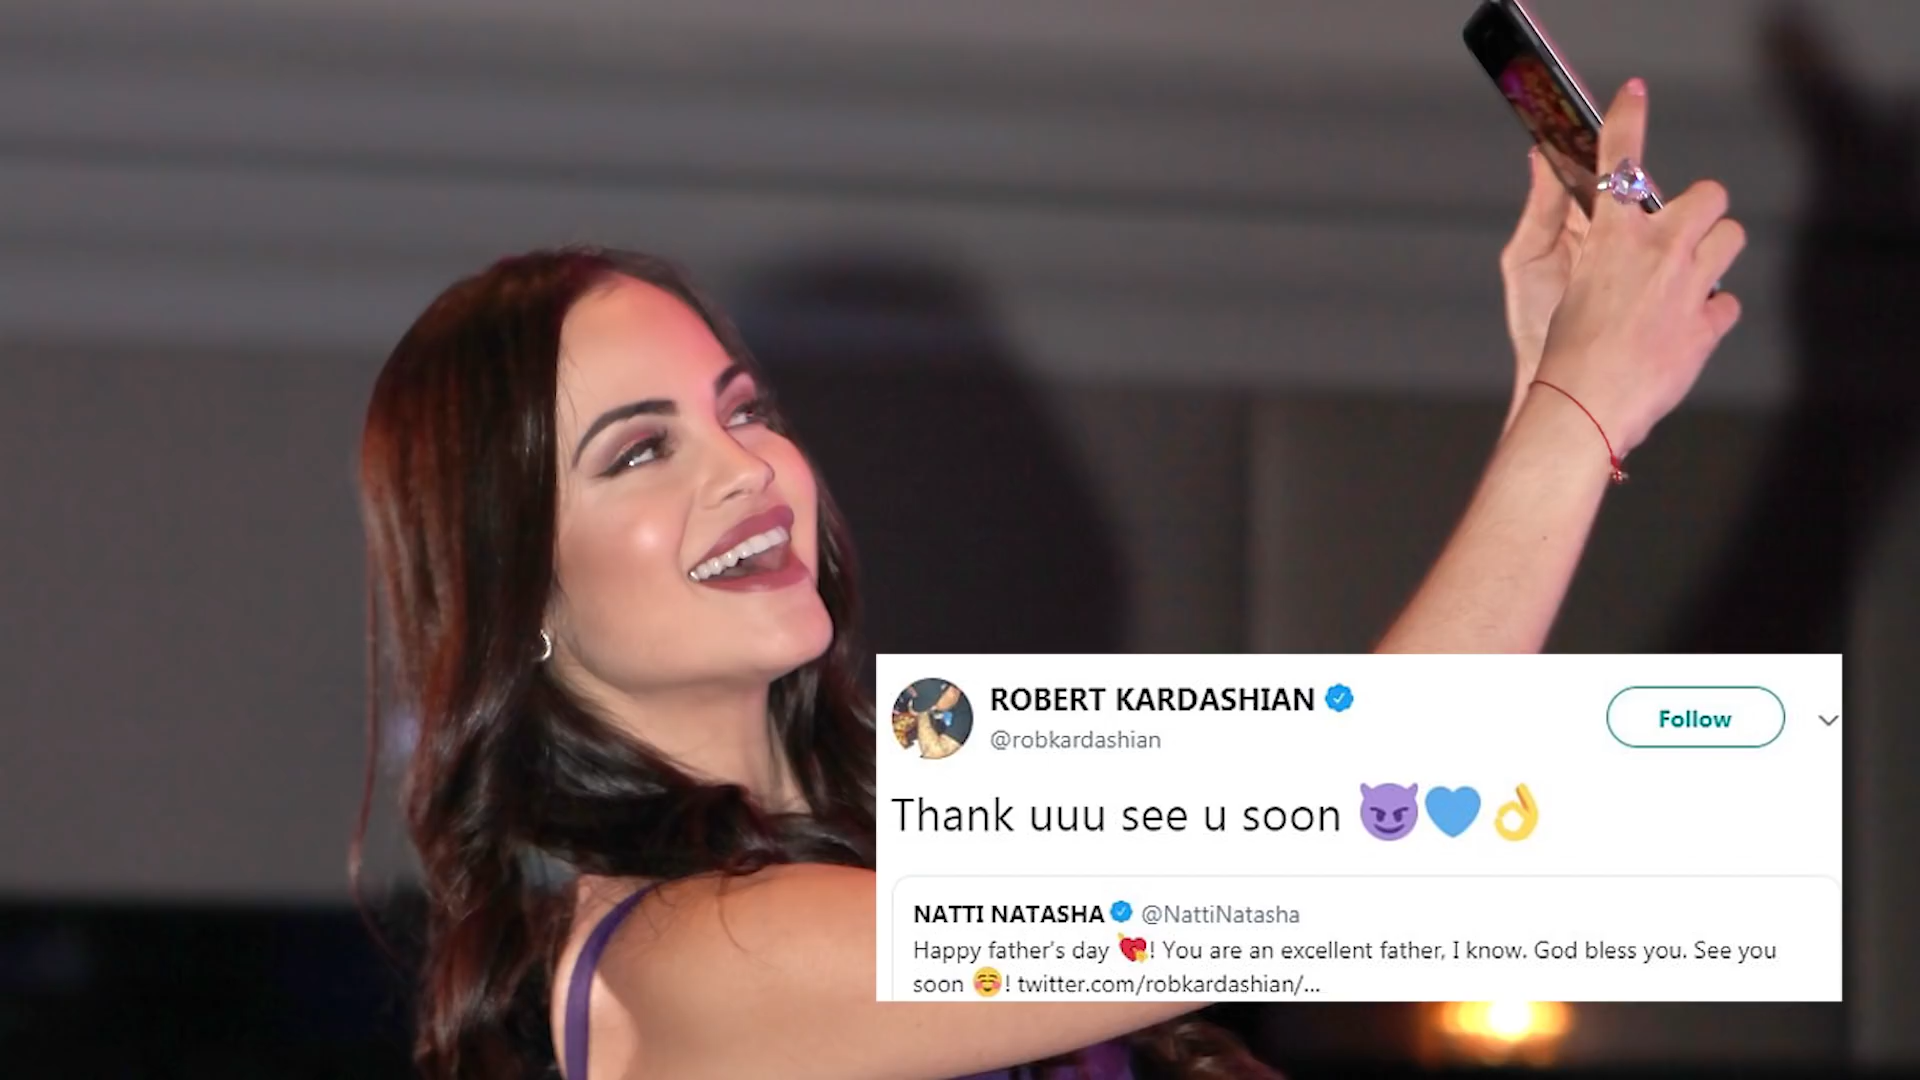 ROBERT KARDASHIAN
@robkardashian
Follow
Thank uuu see u soon 😈💙👌
NATTI NATASHA @NattiNatasha
Happy father's day 💘! You are an excellent father, I know. God bless you. See you
soon ☺️! twitter.com/robkardashian/...